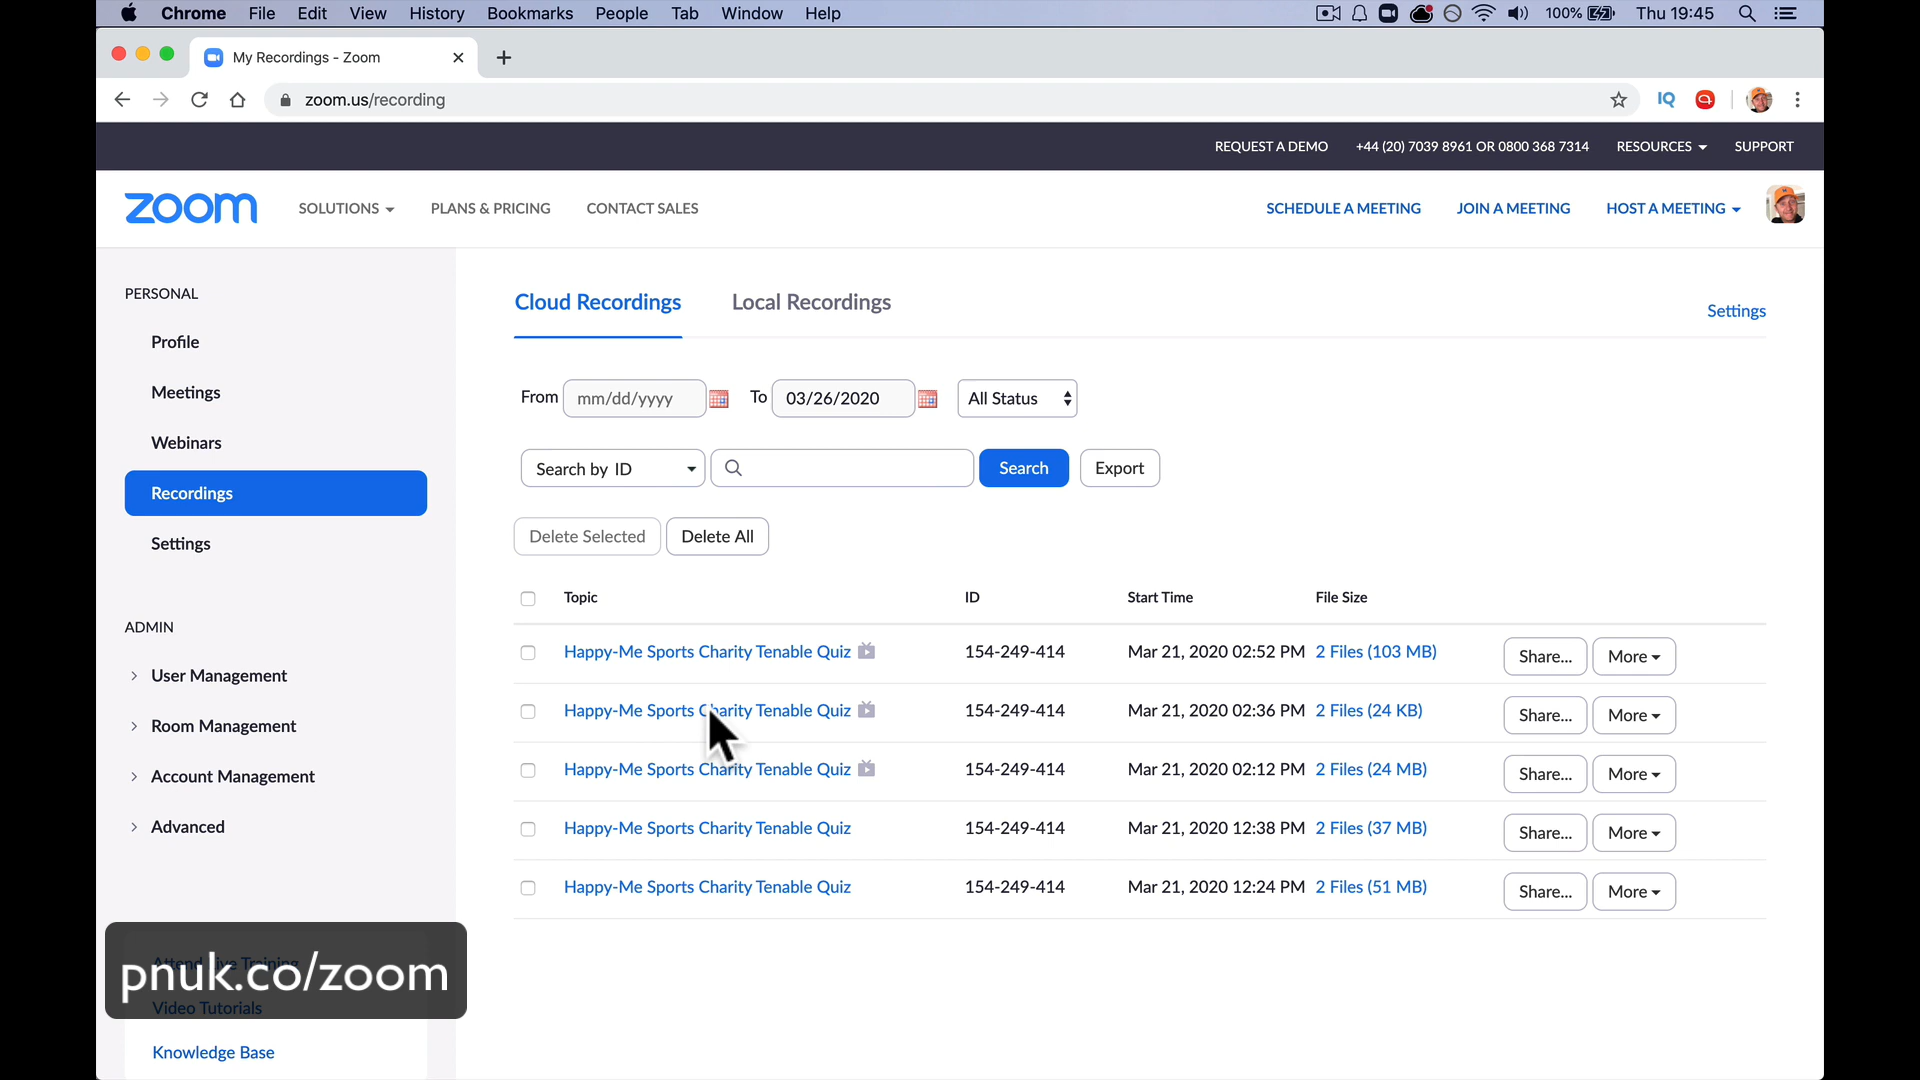 Chrome File Edit View History Bookmarks People Tab Window Help 100% Thu 19:45
My Recordings - Zoom
zoom.us/recording IQ
REQUEST A DEMO +44 (20) 7039 8961 OR 0800 368 7314 RESOURCES SUPPORT
zoom SOLUTIONS PLANS & PRICING CONTACT SALES SCHEDULE A MEETING JOIN A MEETING HOST A MEETING
PERSONAL
Profile
Meetings
Webinars
Recordings
Settings
ADMIN
User Management
Room Management
Account Management
Advanced
Attend Live Training
pnuk.co/zoom
Video Tutorials
Knowledge Base
Cloud Recordings Local Recordings Settings
From mm/dd/yyyy To 03/26/2020 All Status
Search by ID Search Export
Delete Selected Delete All
Topic ID Start Time File Size
Happy-Me Sports Charity Tenable Quiz 154-249-414 Mar 21, 2020 02:52 PM 2 Files (103 MB) Share... More
Happy-Me Sports Charity Tenable Quiz 154-249-414 Mar 21, 2020 02:36 PM 2 Files (24 KB) Share... More
Happy-Me Sports Charity Tenable Quiz 154-249-414 Mar 21, 2020 02:12 PM 2 Files (24 MB) Share... More
Happy-Me Sports Charity Tenable Quiz 154-249-414 Mar 21, 2020 12:38 PM 2 Files (37 MB) Share... More
Happy-Me Sports Charity Tenable Quiz 154-249-414 Mar 21, 2020 12:24 PM 2 Files (51 MB) Share... More